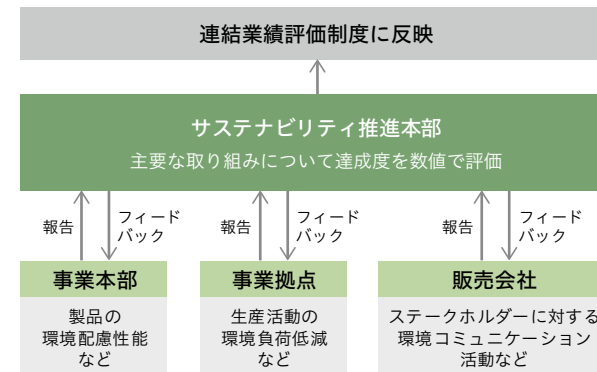 連結業績評価制度に反映
サステナビリティ推進本部
主要な取り組みについて達成度を数値で評価
報告
フィード
バック
報告
フィード
バック
報告
フィード
バック
事業本部
製品の
環境配慮性能
など
事業拠点
生産活動の
環境負荷低減
など
販売会社
ステークホルダーに対する
環境コミュニケーション
活動など